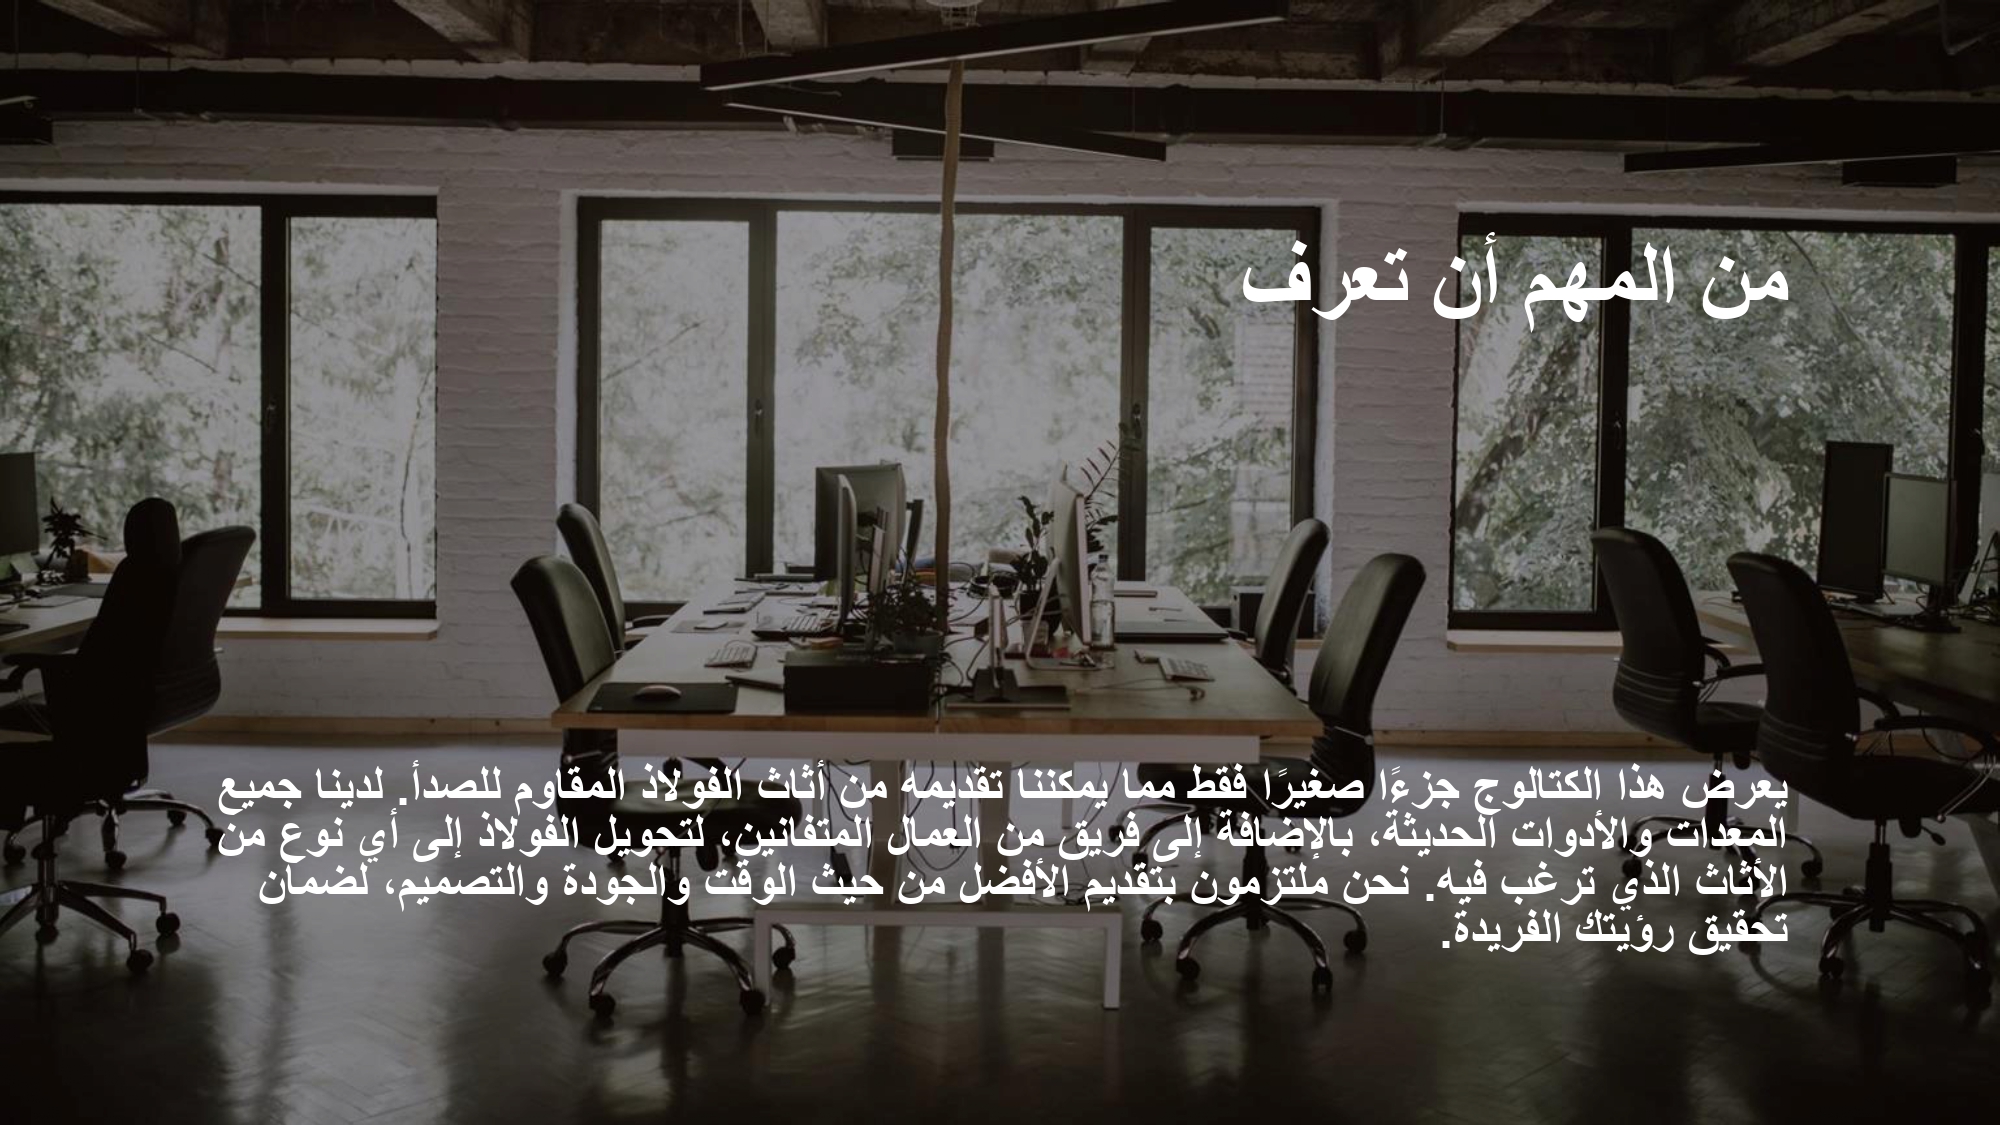 من المهم أن تعرف
يعرض هذا الكتالوج جزءًا صغيرًا فقط مما يمكننا تقديمه من أثاث الفولاذ المقاوم للصدأ. لدينا جميع
المعدات والأدوات الحديثة، بالإضافة إلى فريق من العمال المتفانين، لتحويل الفولاذ إلى أي نوع من
الأثاث الذي ترغب فيه. نحن ملتزمون بتقديم الأفضل من حيث الوقت والجودة والتصميم، لضمان
تحقيق رؤيتك الفريدة.